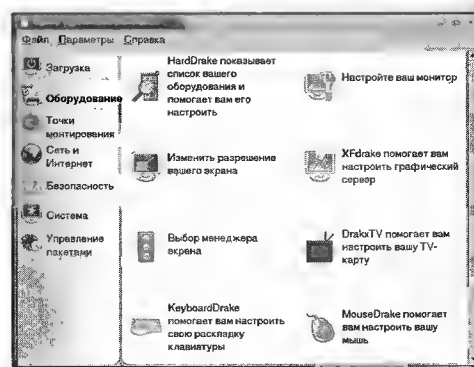 Файл Параметры Справка
Загрузка
Оборудование
Точки
монтирования
Сеть и
Интернет
Безопасность
Система
Управление
пакетами
HardDrake показывает
список вашего
оборудования и
помогает вам его
настроить
Настройте ваш монитор
Изменить разрешение
вашего экрана
XFdrake помогает вам
настроить графический
сервер
Выбор менеджера
экрана
DrakxTV помогает вам
настроить вашу TV-
карту
KeyboardDrake
помогает вам настроить
свою раскладку
клавиатуры
MouseDrake помогает
вам настроить вашу
мышь